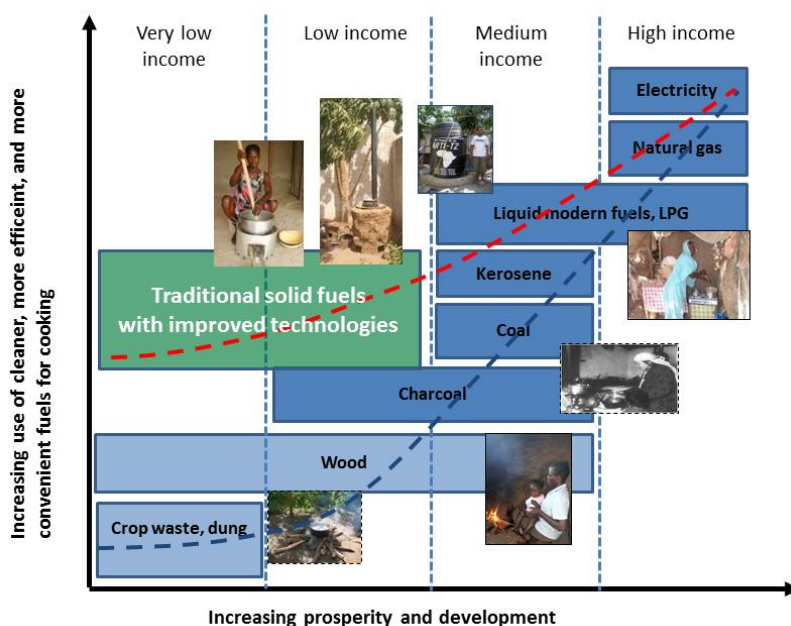 Very low
income
Low income
Medium
income
High income
Electricity
Natural gas
Liquid modern fuels, LPG
Traditional solid fuels
with improved technologies
Kerosene
Coal
Charcoal
Wood
Crop waste, dung
Increasing use of cleaner, more efficeint, and more
convenient fuels for cooking
Increasing prosperity and development
ARTI-TZ